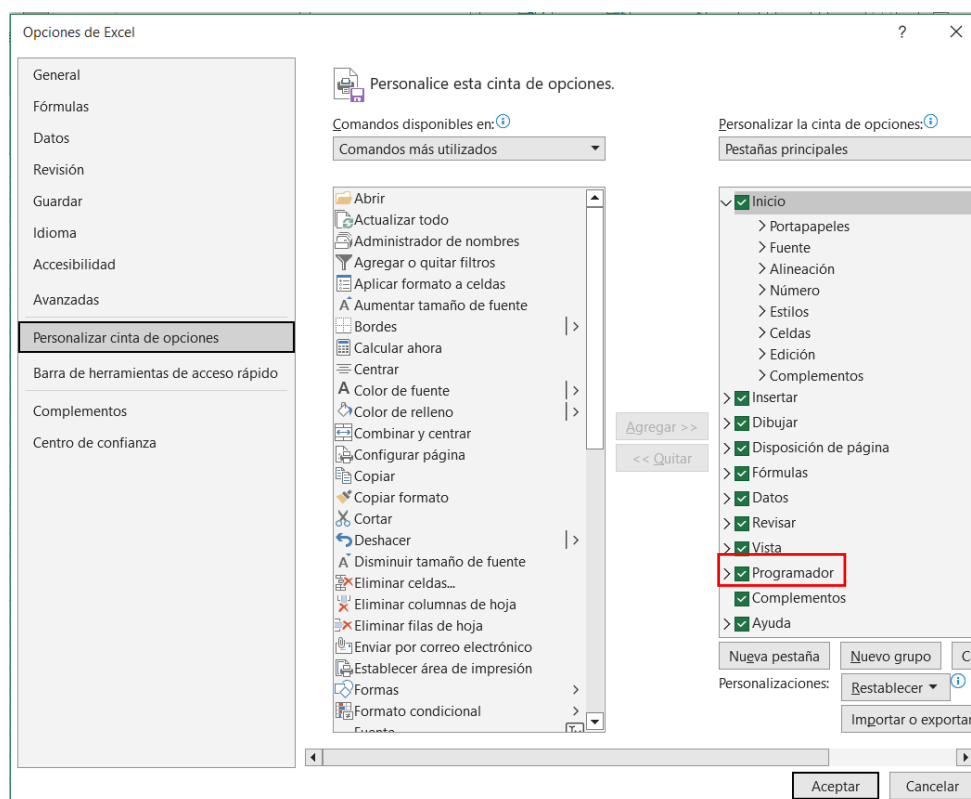 Opciones de Excel
?
General
Fórmulas
Datos
Revisión
Guardar
Idioma
Accesibilidad
Avanzadas
Personalizar cinta de opciones
Barra de herramientas de acceso rápido
Complementos
Centro de confianza
Personalice esta cinta de opciones.
Comandos disponibles en:
Comandos más utilizados
Abrir
Actualizar todo
Administrador de nombres
Agregar o quitar filtros
Aplicar formato a celdas
Aumentar tamaño de fuente
Bordes
Calcular ahora
Centrar
Color de fuente
Color de relleno
Combinar y centrar
Configurar página
Copiar
Copiar formato
Cortar
Deshacer
Disminuir tamaño de fuente
Eliminar celdas...
Eliminar columnas de hoja
Eliminar filas de hoja
Enviar por correo electrónico
Establecer área de impresión
Formas
Formato condicional
Fuente
Agregar >>
<< Quitar
Personalizar la cinta de opciones:
Pestañas principales
Inicio
Portapapeles
Fuente
Alineación
Número
Estilos
Celdas
Edición
Complementos
Insertar
Dibujar
Disposición de página
Fórmulas
Datos
Revisar
Vista
Programador
Complementos
Ayuda
Nueva pestaña Nuevo grupo C
Personalizaciones: Restablecer
Importar o exportar
Aceptar Cancelar